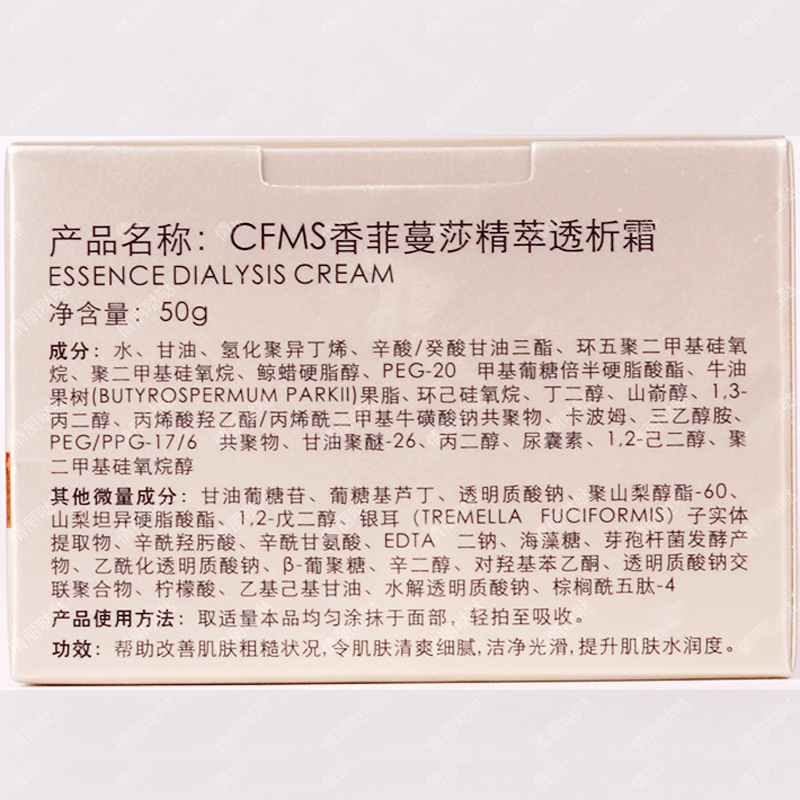 产品名称：CFMS香菲蔓莎精萃透析霜
ESSENCE DIALYSIS CREAM
净含量：50g
成分：水、甘油、氢化聚异丁烯、辛酸/癸酸甘油三酯、环五聚二甲基硅氧
烷、聚二甲基硅氧烷、鲸蜡硬脂醇、PEG-20 甲基葡糖倍半硬脂酸酯、牛油
果树(BUTYROSPERMUM PARKII)果脂、环己硅氧烷、丁二醇、山嵛醇、1,3-
丙二醇、丙烯酸羟乙酯/丙烯酰二甲基牛磺酸钠共聚物、卡波姆、三乙醇胺、
PEG/PPG-17/6 共聚物、甘油聚醚-26、丙二醇、尿囊素、1,2-己二醇、聚
二甲基硅氧烷醇
其他微量成分：甘油葡糖苷、葡糖基芦丁、透明质酸钠、聚山梨醇酯-60、
山梨坦异硬脂酸酯、1,2-戊二醇、银耳（TREMELLA FUCIFORMIS）子实体
提取物、辛酰羟肟酸、辛酰甘氨酸、EDTA 二钠、海藻糖、芽孢杆菌发酵产
物、乙酰化透明质酸钠、β-葡聚糖、辛二醇、对羟基苯乙酮、透明质酸钠交
联聚合物、柠檬酸、乙基己基甘油、水解透明质酸钠、棕榈酰五肽-4
产品使用方法：取适量本品均匀涂抹于面部，轻拍至吸收。
功效：帮助改善肌肤粗糙状况,令肌肤清爽细腻,洁净光滑,提升肌肤水润度。